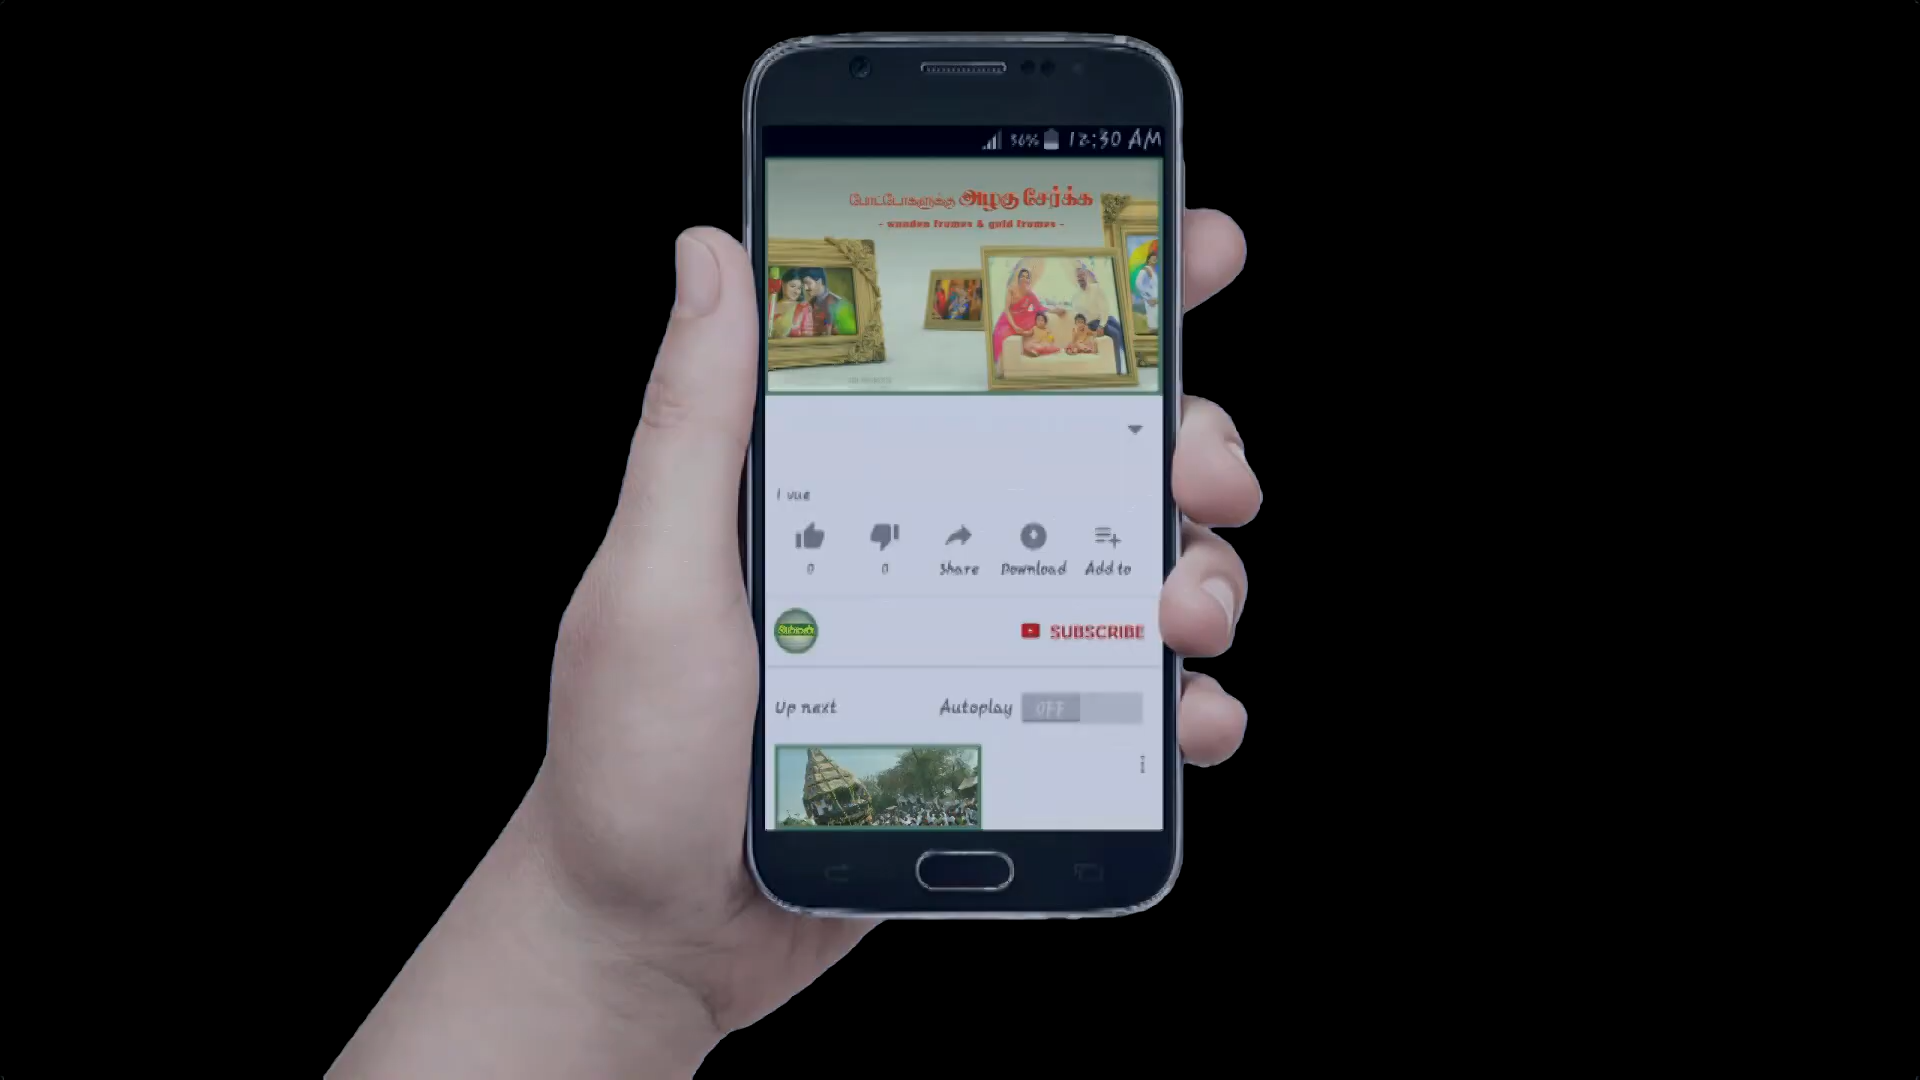 36% 12:30 AM
போட்டோகளுக்கு அழகு சேர்க்க
- wooden frames & gold frames -
1 vue
0 0 Share Download Add to
SUBSCRIBE
Up next Autoplay OFF